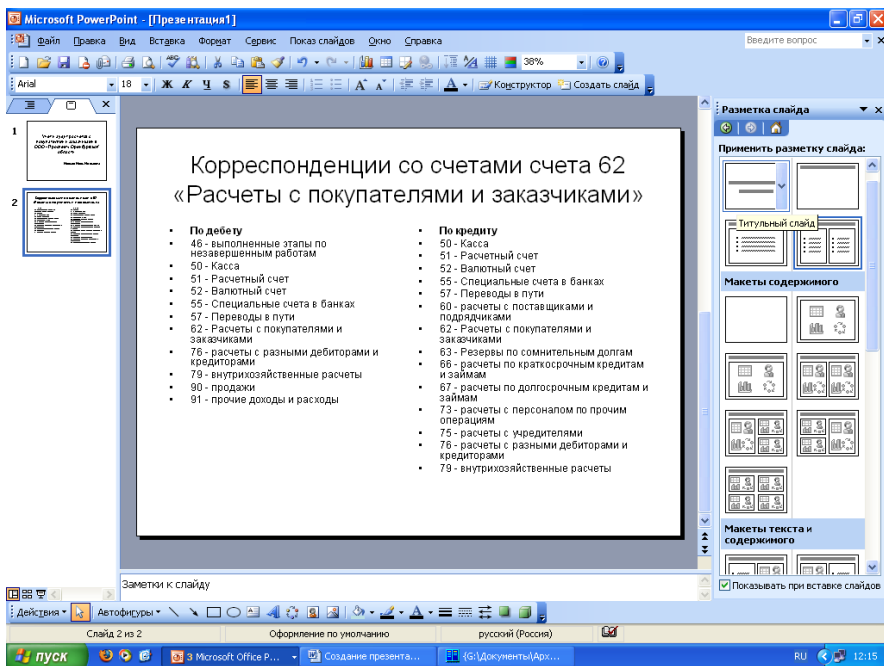 Microsoft PowerPoint - [Презентация1]
Файл Правка Вид Вставка Формат Сервис Показ слайдов Окно Справка
Введите вопрос
38%
Arial 18 Ж К Ч S
Конструктор Создать слайд
1
2
Корреспонденции со счетами счета 62
«Расчеты с покупателями и заказчиками»
• По дебету
• 46 - выполненные этапы по
незавершенным работам
• 50 - Касса
• 51 - Расчетный счет
• 52 - Валютный счет
• 55 - Специальные счета в банках
• 57 - Переводы в пути
• 62 - Расчеты с покупателями и
заказчиками
• 76 - расчеты с разными дебиторами и
кредиторами
• 79 - внутрихозяйственные расчеты
• 90 - продажи
• 91 - прочие доходы и расходы
• По кредиту
• 50 - Касса
• 51 - Расчетный счет
• 52 - Валютный счет
• 55 - Специальные счета в банках
• 57 - Переводы в пути
• 60 - расчеты с поставщиками и
подрядчиками
• 62 - Расчеты с покупателями и
заказчиками
• 63 - Резервы по сомнительным долгам
• 66 - расчеты по краткосрочным кредитам
и займам
• 67 - расчеты по долгосрочным кредитам и
займам
• 73 - расчеты с персоналом по прочим
операциям
• 75 - расчеты с учредителями
• 76 - расчеты с разными дебиторами и
кредиторами
• 79 - внутрихозяйственные расчеты
Разметка слайда
Применить разметку слайда:
Титульный слайд
Макеты содержимого
Макеты текста и
содержимого
Показывать при вставке слайдов
Заметки к слайду
Действия Автофигуры
Слайд 2 из 2 Оформление по умолчанию русский (Россия)
пуск 3 Microsoft Office P... Создание презента... {G:\Документы\Арх... RU 12:15